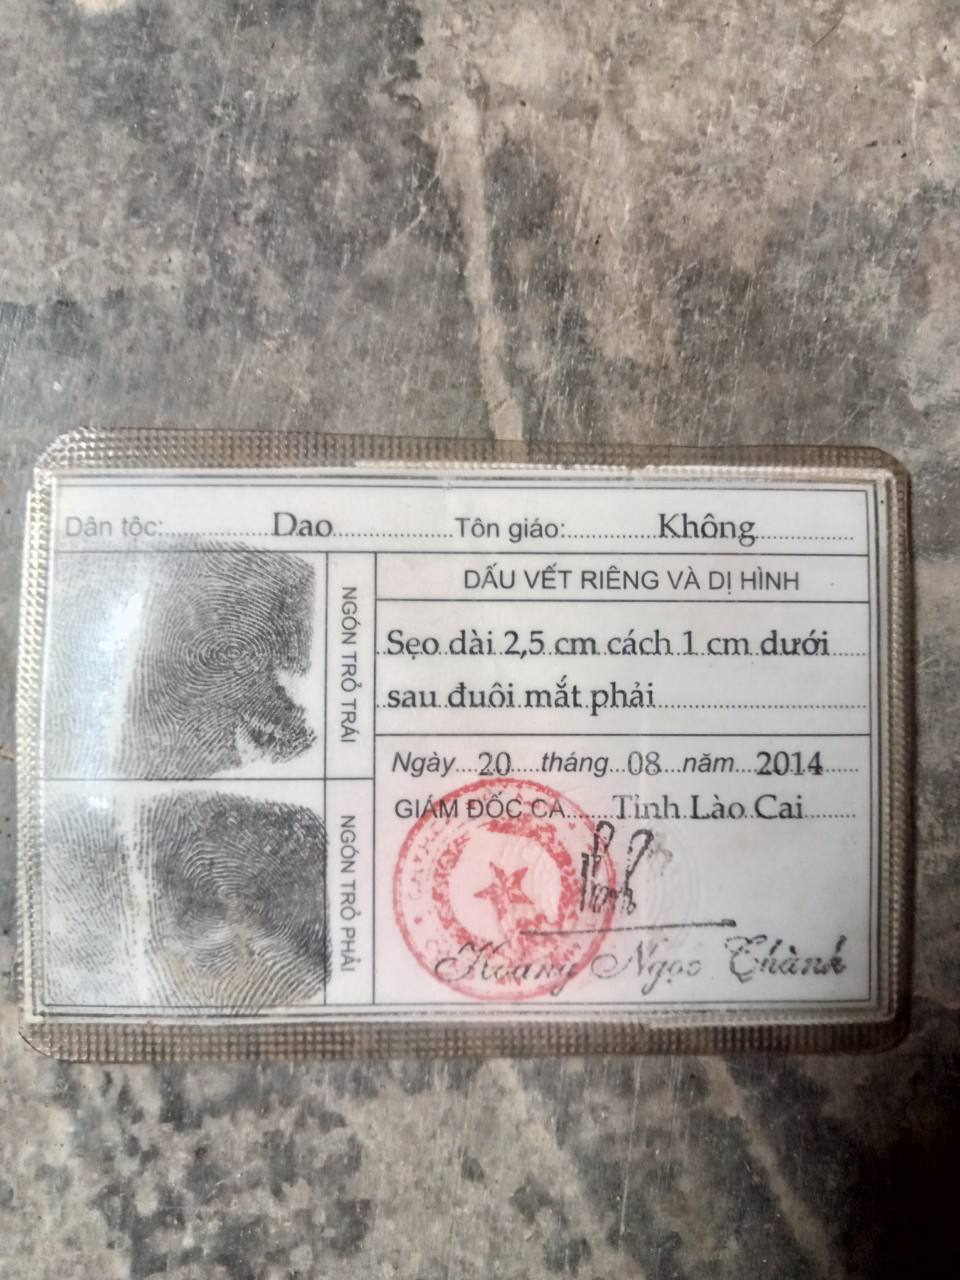 Dân tộc: Dao Tôn giáo: Không
NGÓN TRỎ TRÁI
DẤU VẾT RIÊNG VÀ DỊ HÌNH
Sẹo dài 2,5 cm cách 1 cm dưới
sau đuôi mắt phải
NGÓN TRỎ PHẢI
Ngày 20 tháng 08 năm 2014
GIÁM ĐỐC CA Tỉnh Lào Cai
Hoàng Ngọc Thành